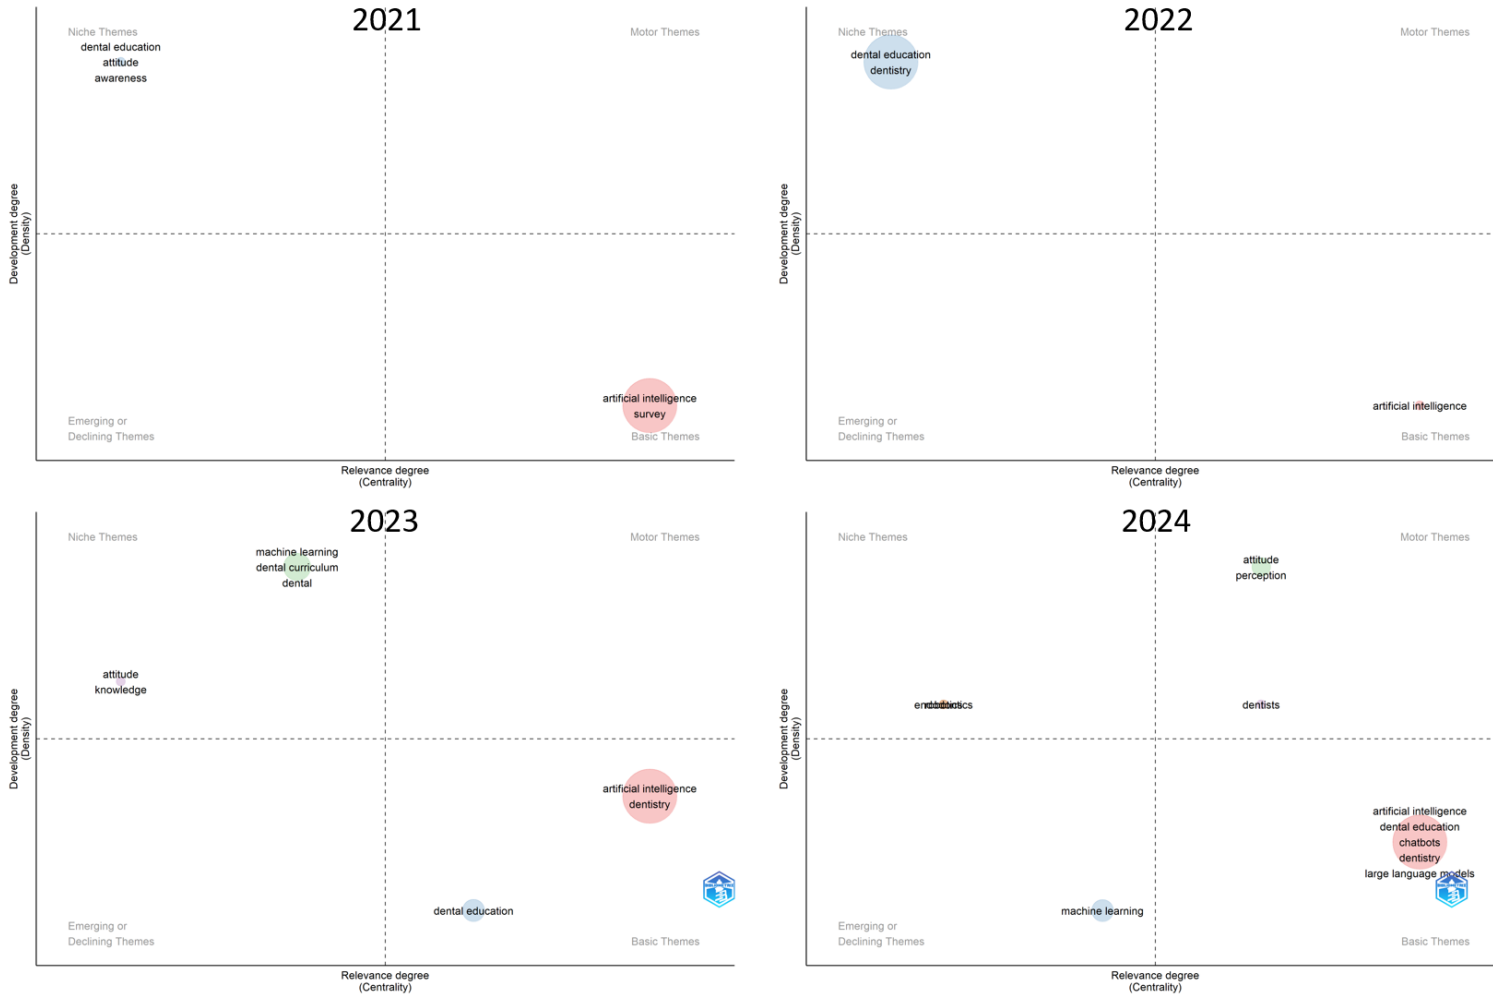 2021
Niche Themes
Motor Themes
dental education
attitude
awareness
artificial intelligence
survey
Emerging or
Declining Themes
Basic Themes
Development degree
(Density)
Relevance degree
(Centrality)
2022
Niche Themes
Motor Themes
dental education
dentistry
artificial intelligence
Emerging or
Declining Themes
Basic Themes
Development degree
(Density)
Relevance degree
(Centrality)
2023
Niche Themes
Motor Themes
machine learning
dental curriculum
dental
attitude
knowledge
artificial intelligence
dentistry
dental education
Emerging or
Declining Themes
Basic Themes
Development degree
(Density)
Relevance degree
(Centrality)
2024
Niche Themes
Motor Themes
attitude
perception
dentists
artificial intelligence
dental education
chatbots
dentistry
large language models
machine learning
Emerging or
Declining Themes
Basic Themes
Development degree
(Density)
Relevance degree
(Centrality)